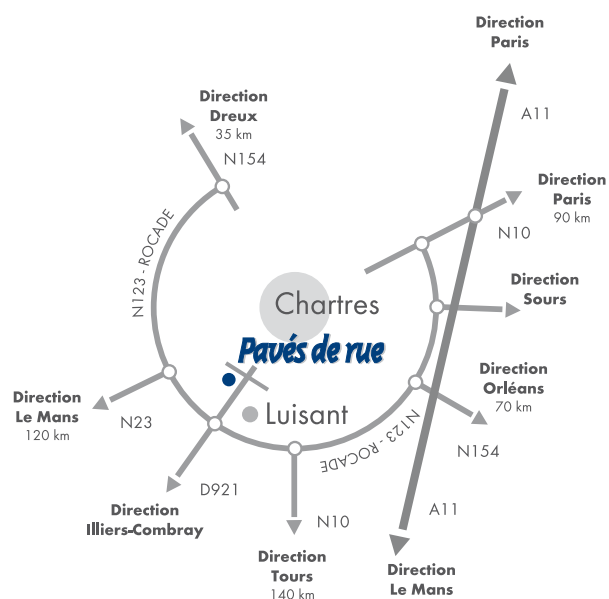 Direction
Paris
A11
Direction
Dreux
35 km
N154
Direction
Paris
90 km
N10
N123 - ROCADE
Direction
Sours
Chartres
Pavés de rue
Direction
Orléans
70 km
Direction
Le Mans
120 km
N23
Luisant
N123 - ROCADE
N154
D921
Direction
Illiers-Combray
N10
A11
Direction
Tours
140 km
Direction
Le Mans